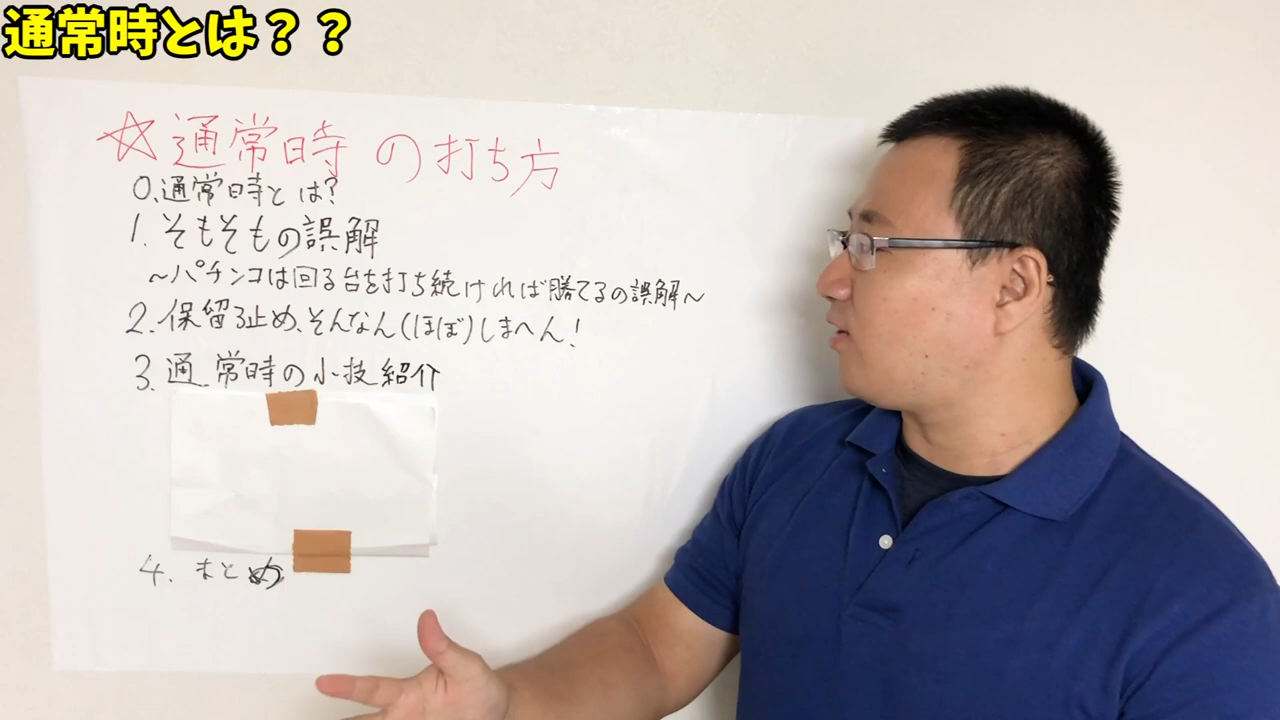 通常時とは？？
☆通常時の打ち方
0.通常時とは?
1.そもそもの誤解
～パチンコは回る台を打ち続ければ勝てるの誤解～
2.保留3止め、そんなん(ほぼ)しまへん!
3.通常時の小技紹介
4.まとめ